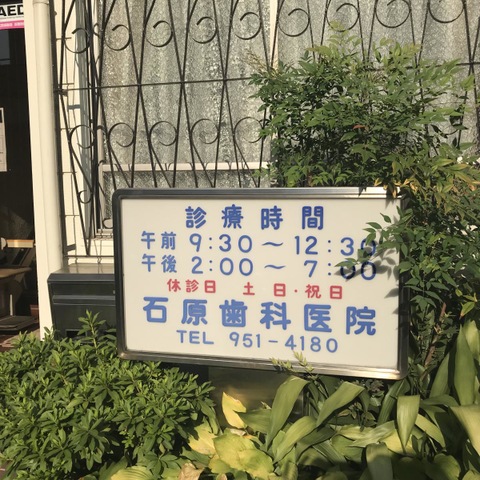 AED
診療時間
午前 9:30～12:30
午後 2:00～7:00
休診日 土 日・祝日
石原歯科医院
TEL 951-4180